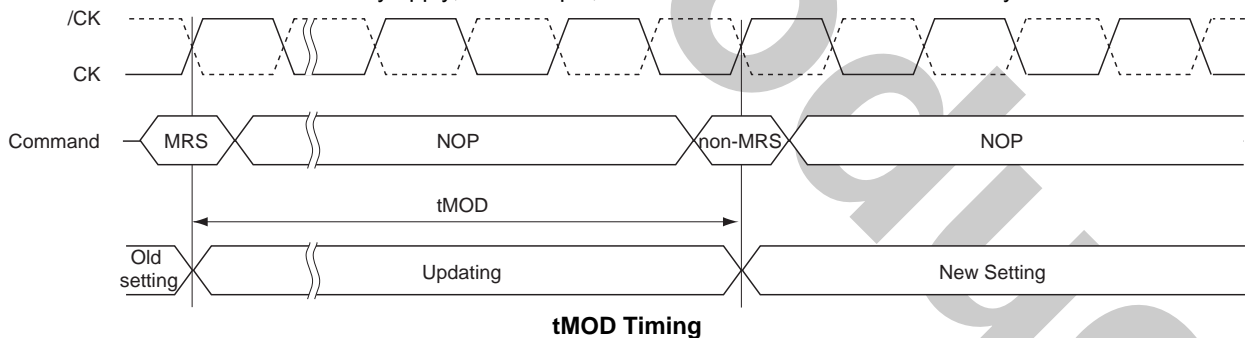 /CK
CK
Command
MRS
NOP
non-MRS
NOP
tMOD
Old
setting
Updating
New Setting
tMOD Timing